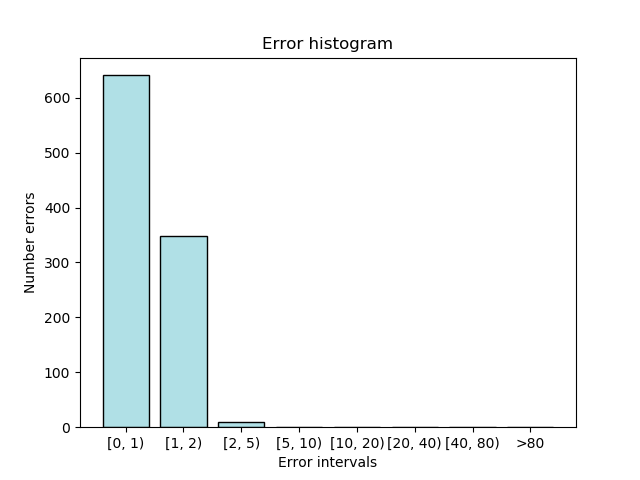 Error histogram
Number errors
600
500
400
300
200
100
0
[0, 1) [1, 2) [2, 5) [5, 10) [10, 20) [20, 40) [40, 80) >80
Error intervals